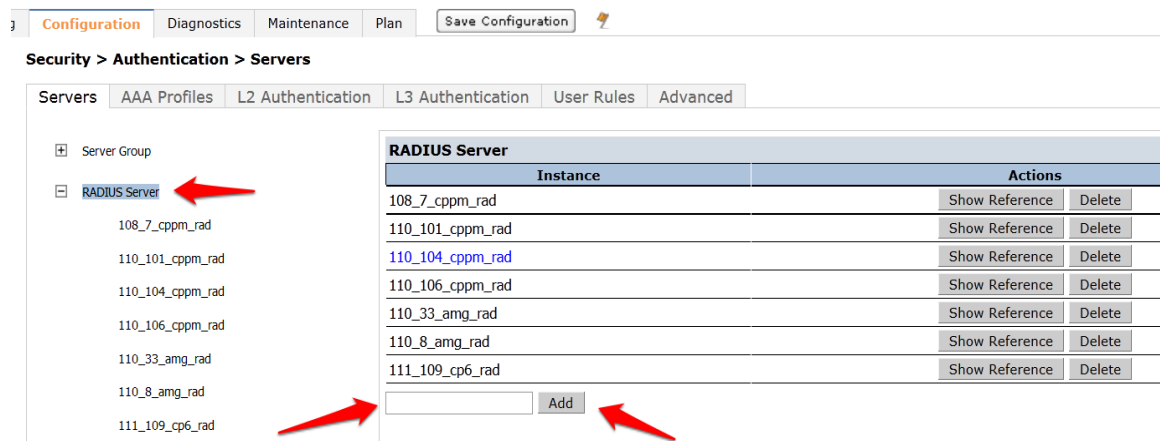 g Configuration Diagnostics Maintenance Plan Save Configuration
Security > Authentication > Servers
Servers AAA Profiles L2 Authentication L3 Authentication User Rules Advanced
Server Group
RADIUS Server
108_7_cppm_rad
110_101_cppm_rad
110_104_cppm_rad
110_106_cppm_rad
110_33_amg_rad
110_8_amg_rad
111_109_cp6_rad
RADIUS Server
Instance Actions
108_7_cppm_rad Show Reference Delete
110_101_cppm_rad Show Reference Delete
110_104_cppm_rad Show Reference Delete
110_106_cppm_rad Show Reference Delete
110_33_amg_rad Show Reference Delete
110_8_amg_rad Show Reference Delete
111_109_cp6_rad Show Reference Delete
Add